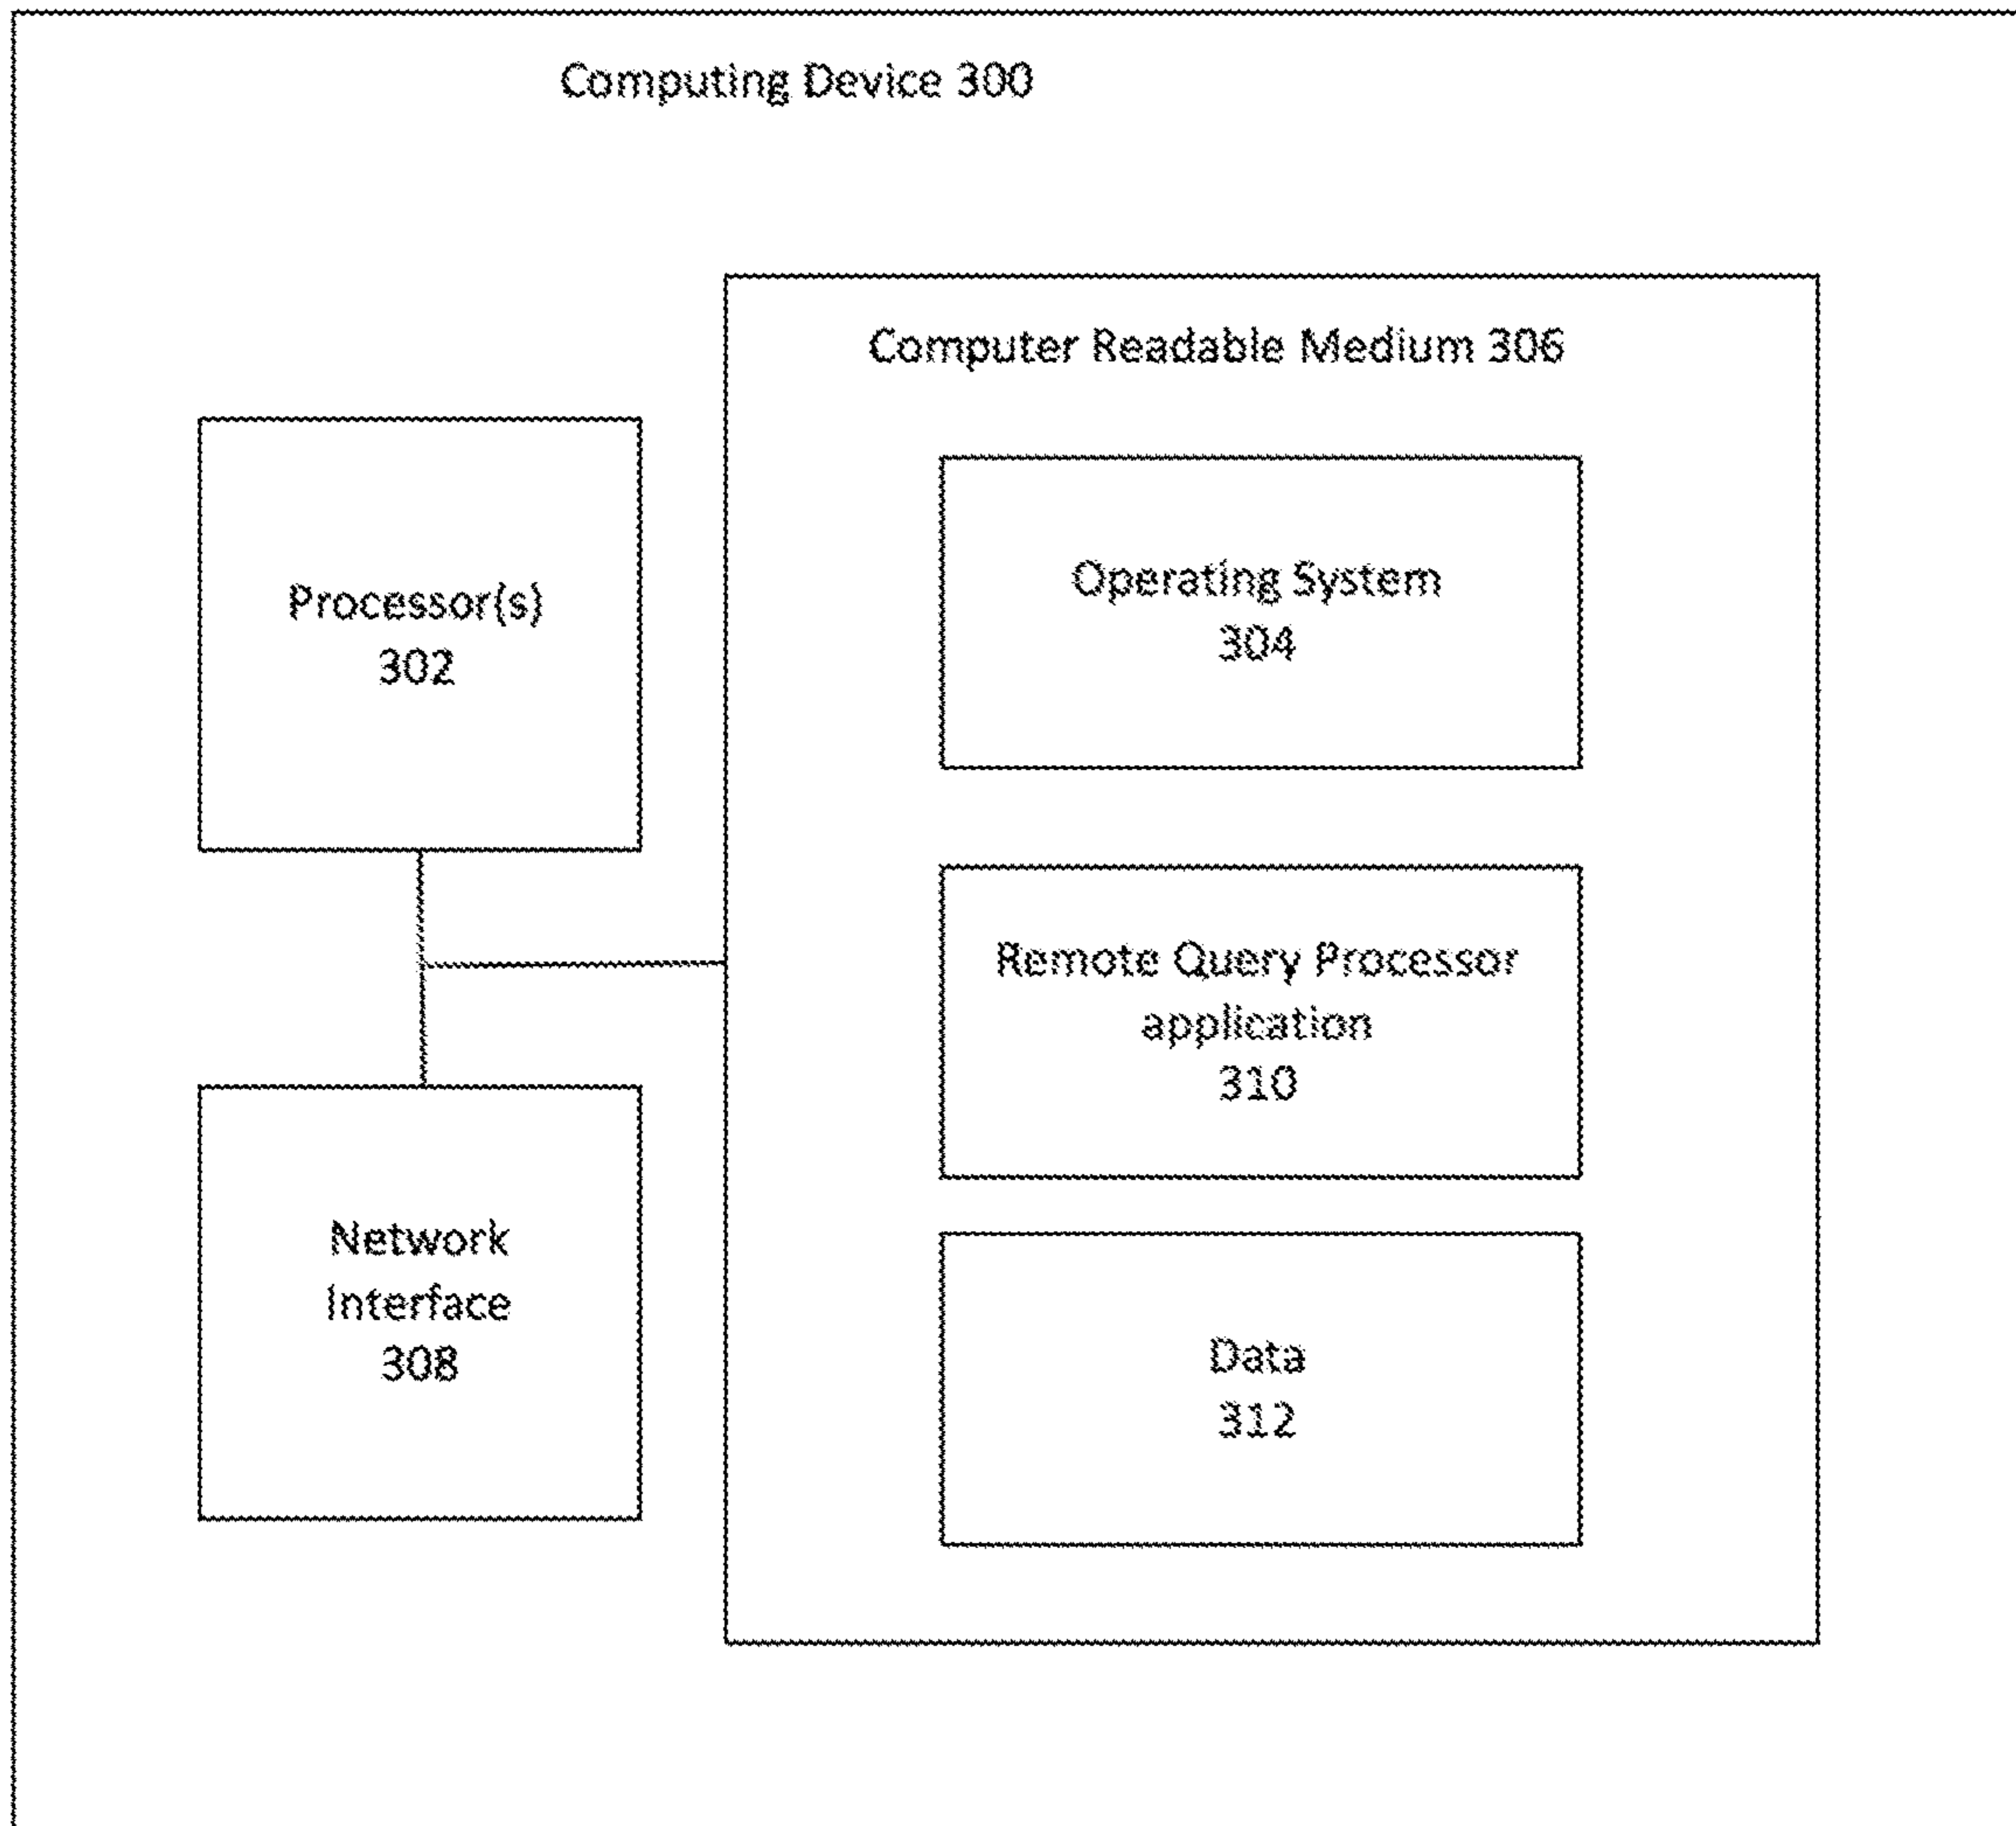 Computing Device 300
Computer Readable Medium 306
Processor(s)
302
Operating System
304
Remote Query Processor
application
310
Network
Interface
308
Data
312